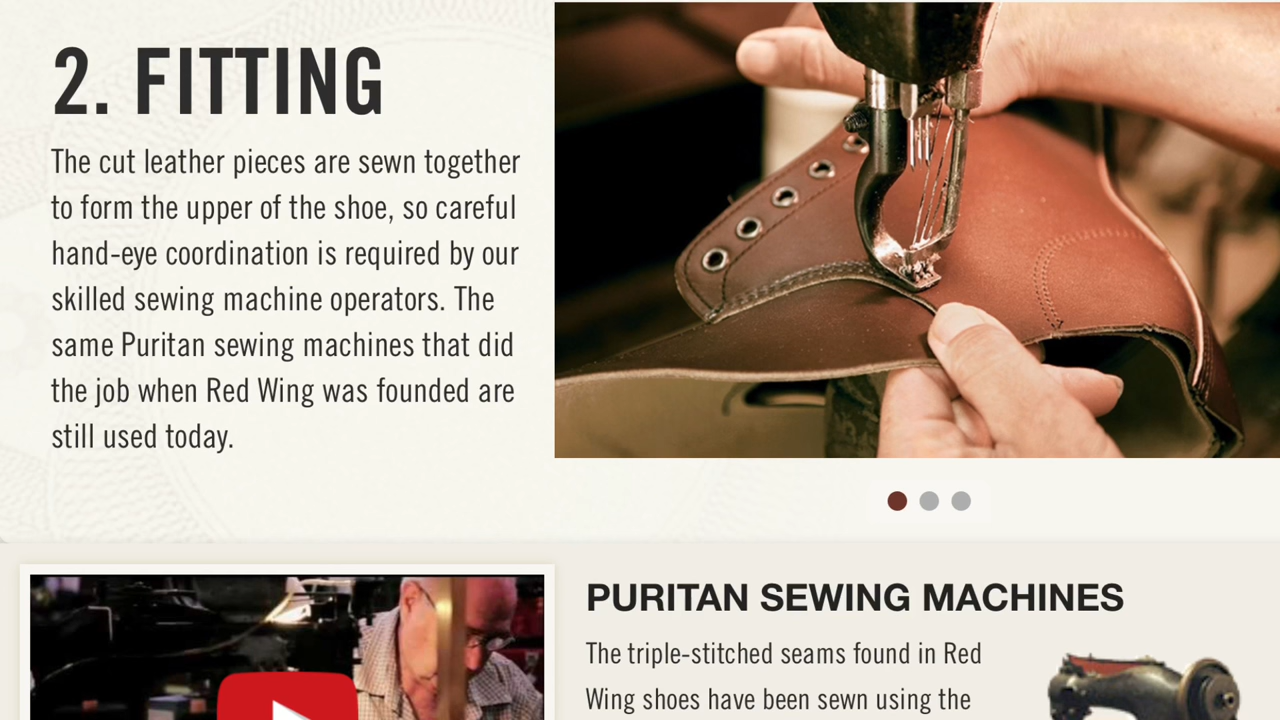 2. FITTING
The cut leather pieces are sewn together
to form the upper of the shoe, so careful
hand-eye coordination is required by our
skilled sewing machine operators. The
same Puritan sewing machines that did
the job when Red Wing was founded are
still used today.
PURITAN SEWING MACHINES
The triple-stitched seams found in Red
Wing shoes have been sewn using the